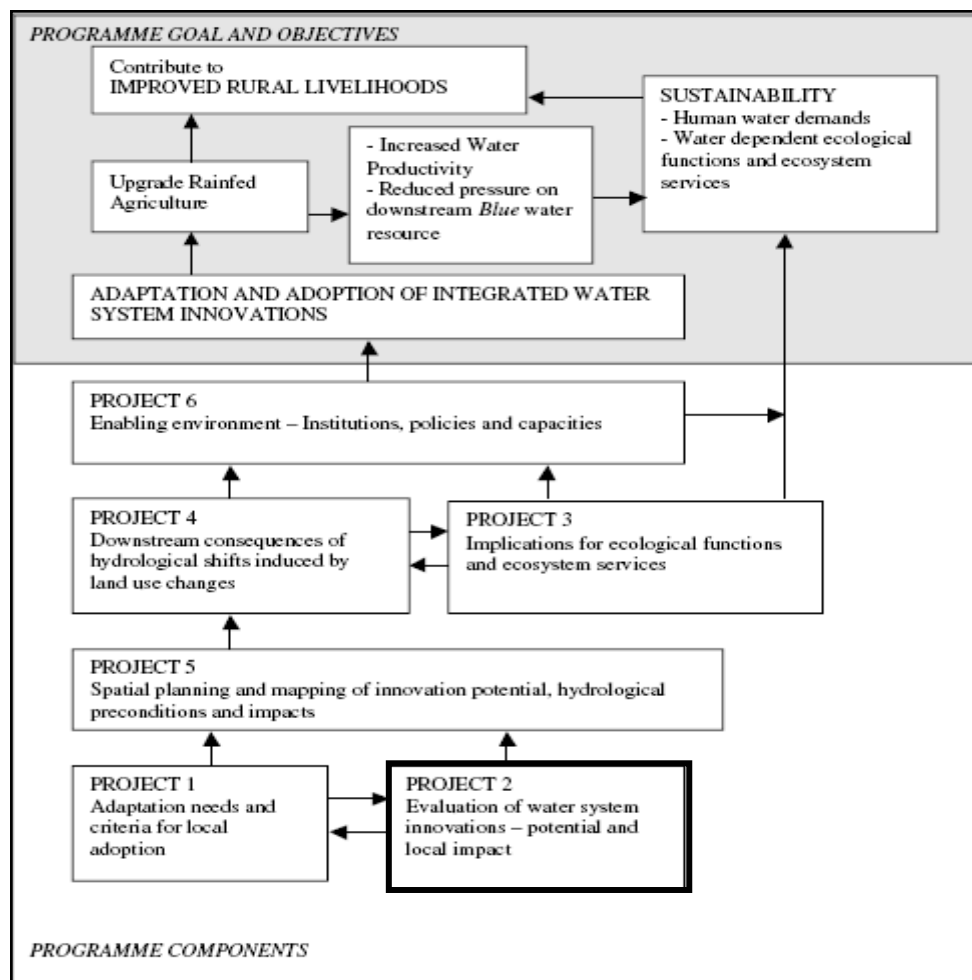 PROGRAMME GOAL AND OBJECTIVES
Contribute to
IMPROVED RURAL LIVELIHOODS
SUSTAINABILITY
- Human water demands
- Water dependent ecological
functions and ecosystem
services
- Increased Water
Productivity
- Reduced pressure on
downstream Blue water
resource
Upgrade Rainfed
Agriculture
ADAPTATION AND ADOPTION OF INTEGRATED WATER
SYSTEM INNOVATIONS
PROJECT 6
Enabling environment – Institutions, policies and capacities
PROJECT 4
Downstream consequences of
hydrological shifts induced by
land use changes
PROJECT 3
Implications for ecological functions
and ecosystem services
PROJECT 5
Spatial planning and mapping of innovation potential, hydrological
preconditions and impacts
PROJECT 1
Adaptation needs and
criteria for local
adoption
PROJECT 2
Evaluation of water system
innovations – potential and
local impact
PROGRAMME COMPONENTS